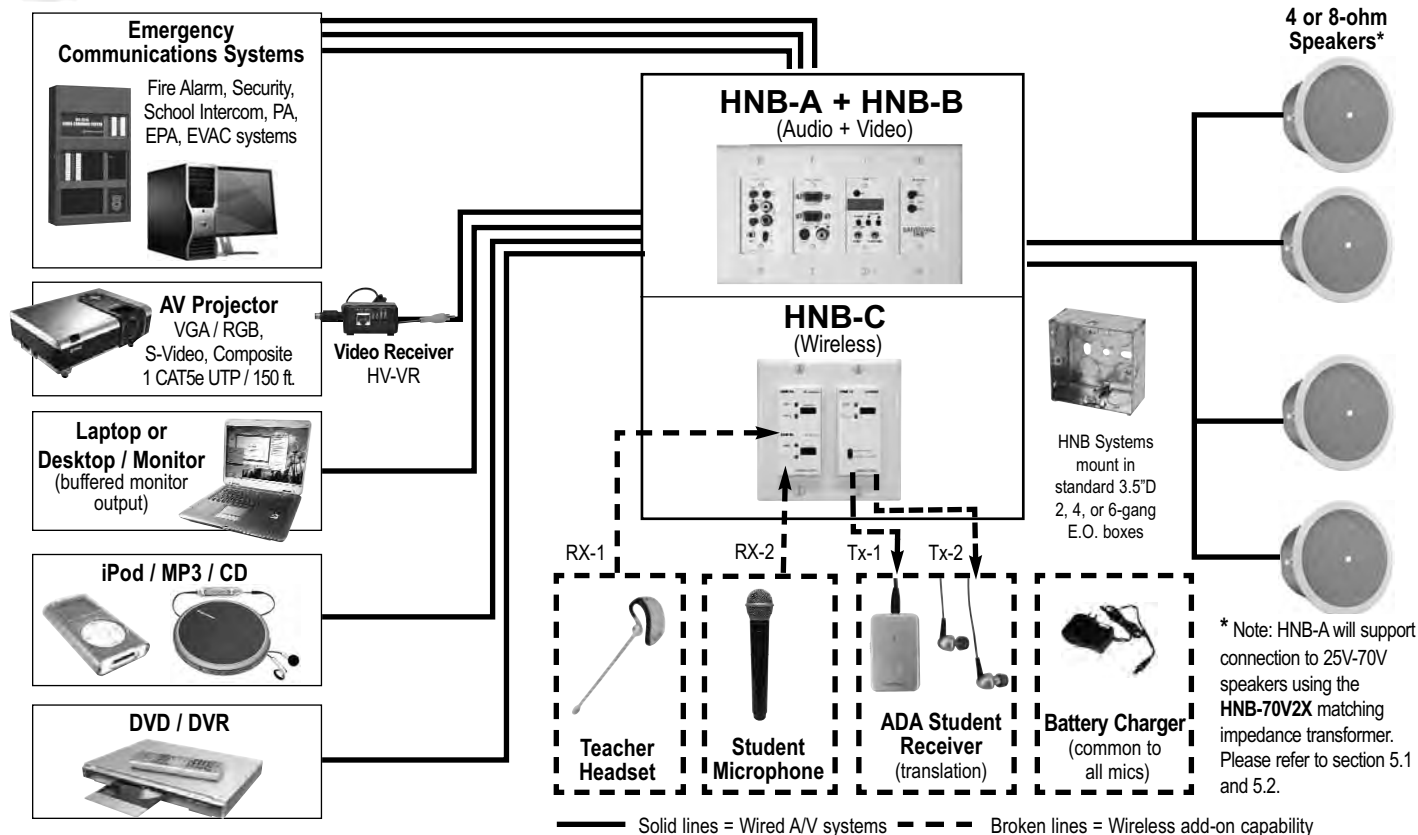 Emergency
Communications Systems
Fire Alarm, Security,
School Intercom, PA,
EPA, EVAC systems
AV Projector
VGA / RGB,
S-Video, Composite
1 CAT5e UTP / 150 ft.
Video Receiver
HV-VR
Laptop or
Desktop / Monitor
(buffered monitor
output)
iPod / MP3 / CD
DVD / DVR
HNB-A + HNB-B
(Audio + Video)
HNB-C
(Wireless)
RX-1
RX-2
Tx-1
Tx-2
Teacher
Headset
Student
Microphone
ADA Student
Receiver
(translation)
Battery Charger
(common to
all mics)
HNB Systems
mount in
standard 3.5”D
2, 4, or 6-gang
E.O. boxes
4 or 8-ohm
Speakers*
* Note: HNB-A will support
connection to 25V-70V
speakers using the
HNB-70V2X matching
impedance transformer.
Please refer to section 5.1
and 5.2.
Solid lines = Wired A/V systems
Broken lines = Wireless add-on capability